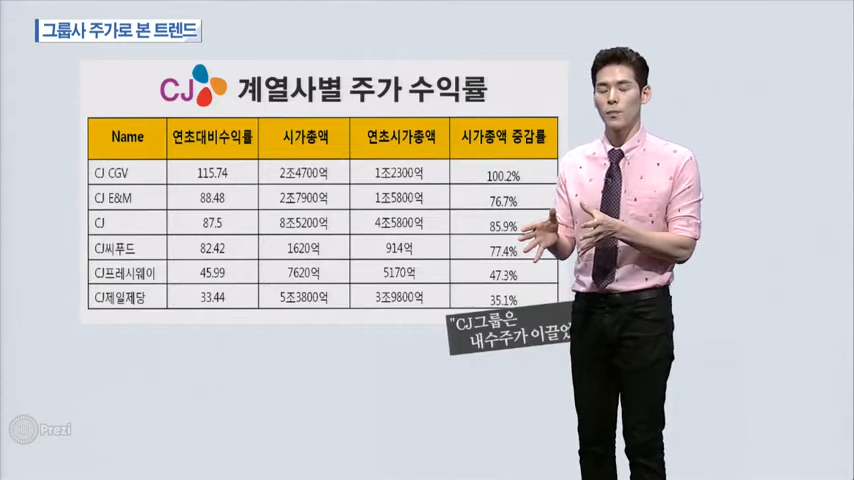 그룹사 주가로 본 트렌드
CJ 계열사별 주가 수익률
Name 연초대비수익률 시가총액 연초시가총액 시가총액 증감률
CJ CGV 115.74 2조4700억 1조2300억 100.2%
CJ E&M 88.48 2조7900억 1조5800억 76.7%
CJ 87.5 8조5200억 4조5800억 85.9%
CJ씨푸드 82.42 1620억 914억 77.4%
CJ프레시웨이 45.99 7620억 5170억 47.3%
CJ제일제당 33.44 5조3800억 3조9800억 35.1%
"CJ그룹은
내수주가 이끌었
Prezi